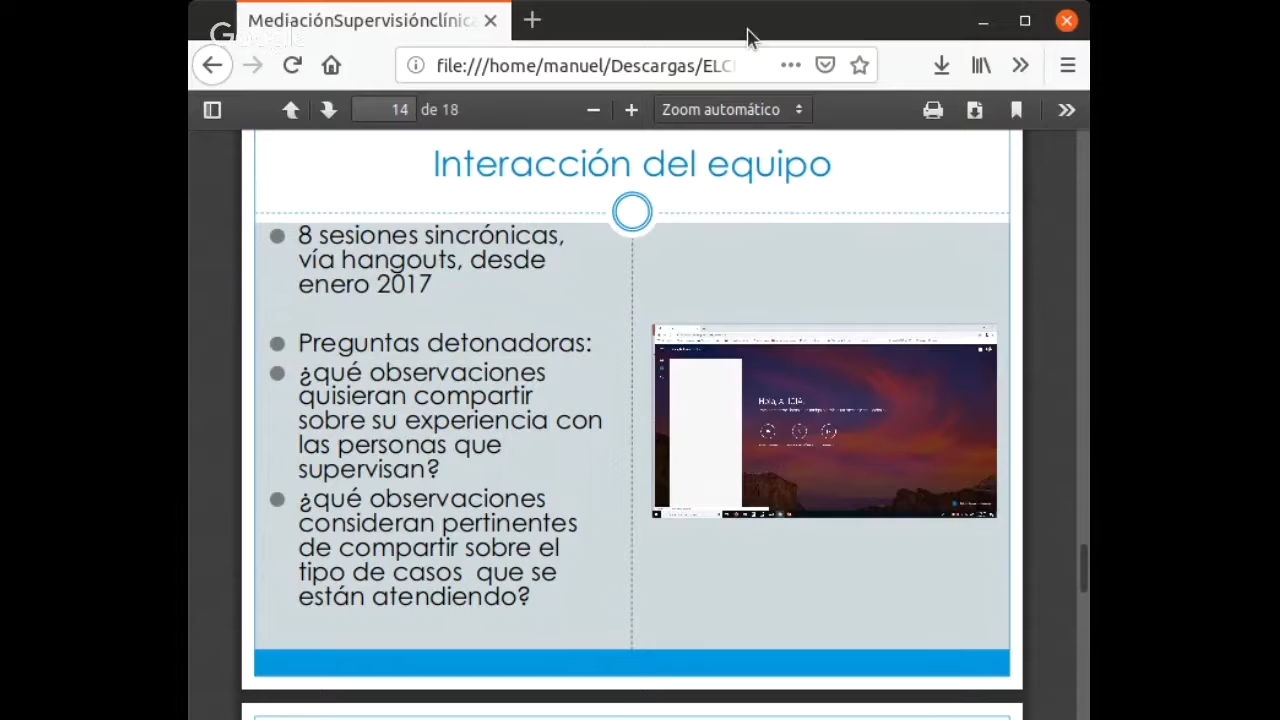 MediaciónSupervisiónclínic
Google
file:///home/manuel/Descargas/ELC
14 de 18
Zoom automático
Interacción del equipo
8 sesiones sincrónicas,
vía hangouts, desde
enero 2017
Preguntas detonadoras:
¿qué observaciones
quisieran compartir
sobre su experiencia con
las personas que
supervisan?
¿qué observaciones
consideran pertinentes
de compartir sobre el
tipo de casos que se
están atendiendo?